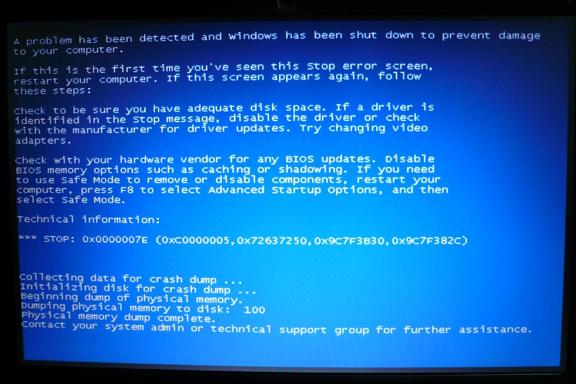 A problem has been detected and Windows has been shut down to prevent damage
to your computer.
If this is the first time you've seen this Stop error screen,
restart your computer. If this screen appears again, follow
these steps:
Check to be sure you have adequate disk space. If a driver is
identified in the Stop message, disable the driver or check
with the manufacturer for driver updates. Try changing video
adapters.
Check with your hardware vendor for any BIOS updates. Disable
BIOS memory options such as caching or shadowing. If you need
to use Safe Mode to remove or disable components, restart your
computer, press F8 to select Advanced Startup Options, and then
select Safe Mode.
Technical information:
*** STOP: 0x0000007E (0xC0000005,0x72637250,0x9C7F3B30,0x9C7F382C)
Collecting data for crash dump ...
Initializing disk for crash dump ...
Beginning dump of physical memory.
Dumping physical memory to disk: 100
Physical memory dump complete.
Contact your system admin or technical support group for further assistance.